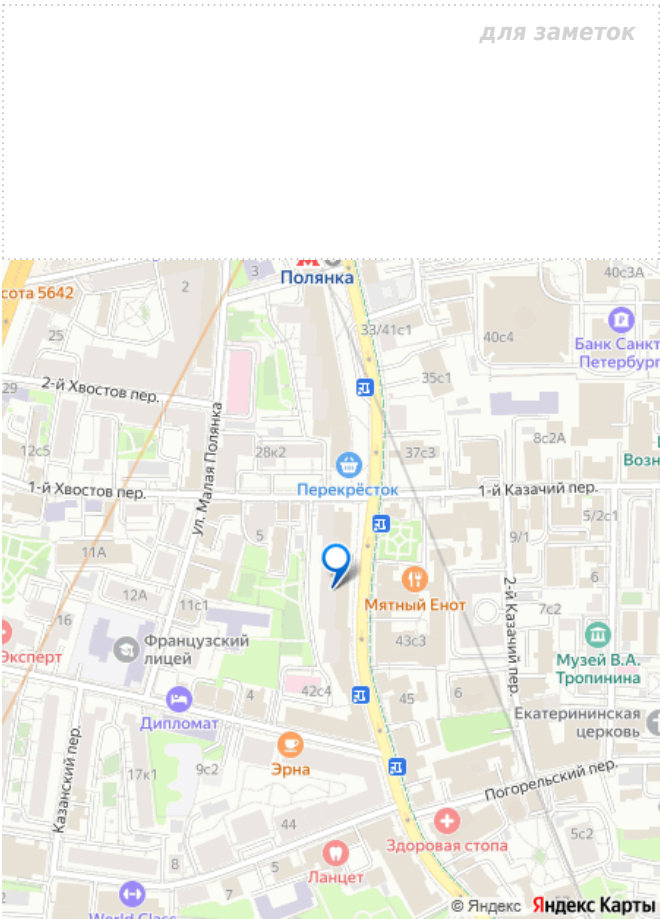 для заметок
40с3А
3
2
Полянка
сота 5642
33/41с1
40с4
25
Банк Санкт
Петербург
35с1
2-й Хвостов пер.
29
ул. Малая Полянка
8с2А
12с5
28к2
37с3
Возн
Перекрёсток
1-й Хвостов пер.
1-й Казачий пер.
5/2с1
5
9/1
11А
6
12А
11с1
Мятный Енот
7с2
2-й Казачий пер.
16
Французский
лицей
43с3
Эксперт
Музей В.А.
Тропинина
42с4
4
45
6
Дипломат
Екатерининская
церковь
Эрна
9с2
17к1
Казанский пер.
Погорельский пер.
44
5с2
Здоровая стопа
8
5
Ланцет
7
World Class
© Яндекс Яндекс Карты